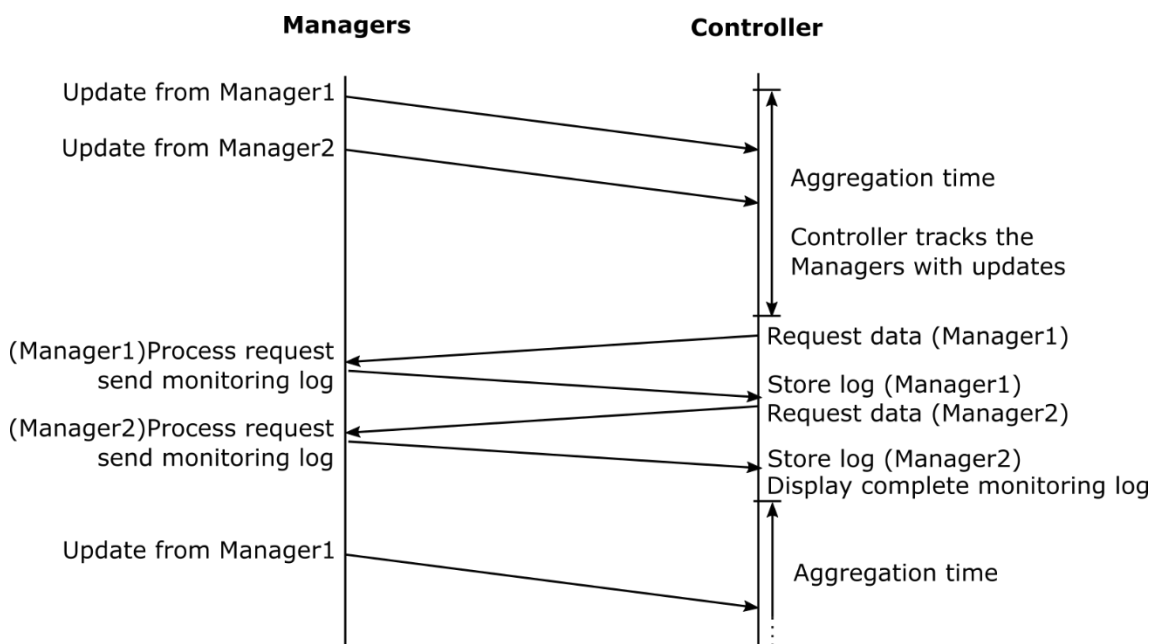 Managers
Controller
Update from Manager1
Update from Manager2
Aggregation time
Controller tracks the
Managers with updates
Request data (Manager1)
(Manager1)Process request
send monitoring log
Store log (Manager1)
Request data (Manager2)
(Manager2)Process request
send monitoring log
Store log (Manager2)
Display complete monitoring log
Update from Manager1
Aggregation time